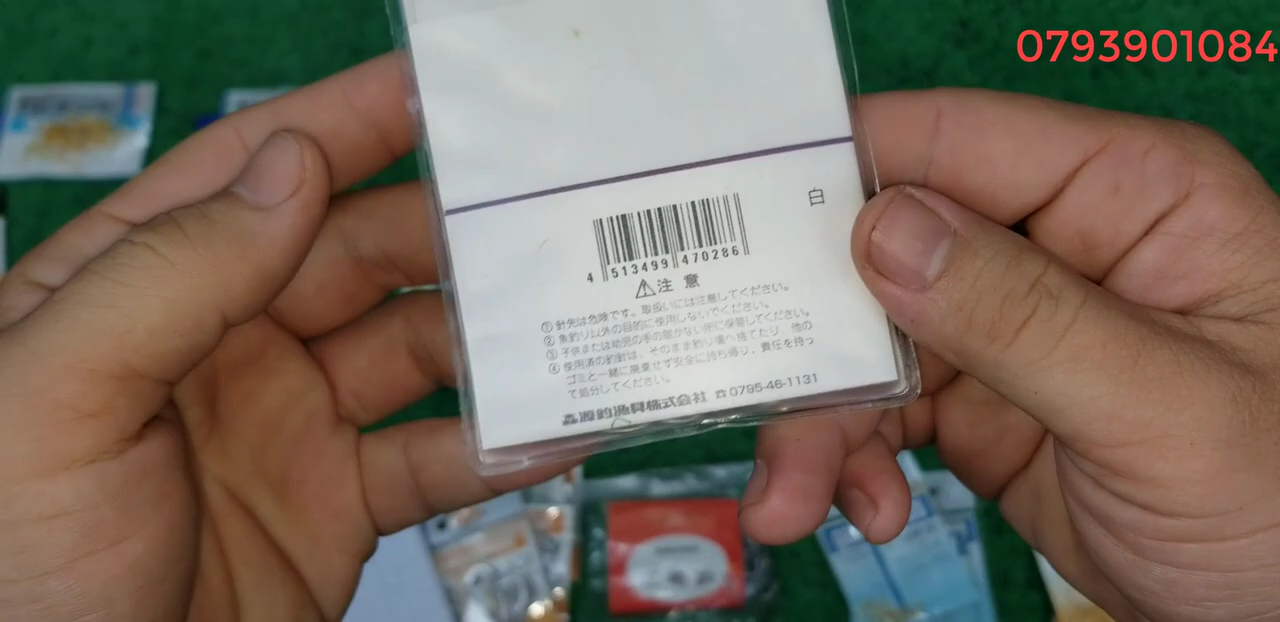 0793901084
白
4 513499 470286
⚠注意
①針先は危険です。取扱いには注意してください。
②魚釣り以外の目的に使用しないでください。
③子供または幼児の手の届かない所に保管してください。
④使用済の釣針は、そのまま釣り場へ捨てたり、他の
ゴミと一緒に廃棄せず安全に持ち帰り、責任を持っ
て処分してください。
株式会社 ☎0795-46-1131